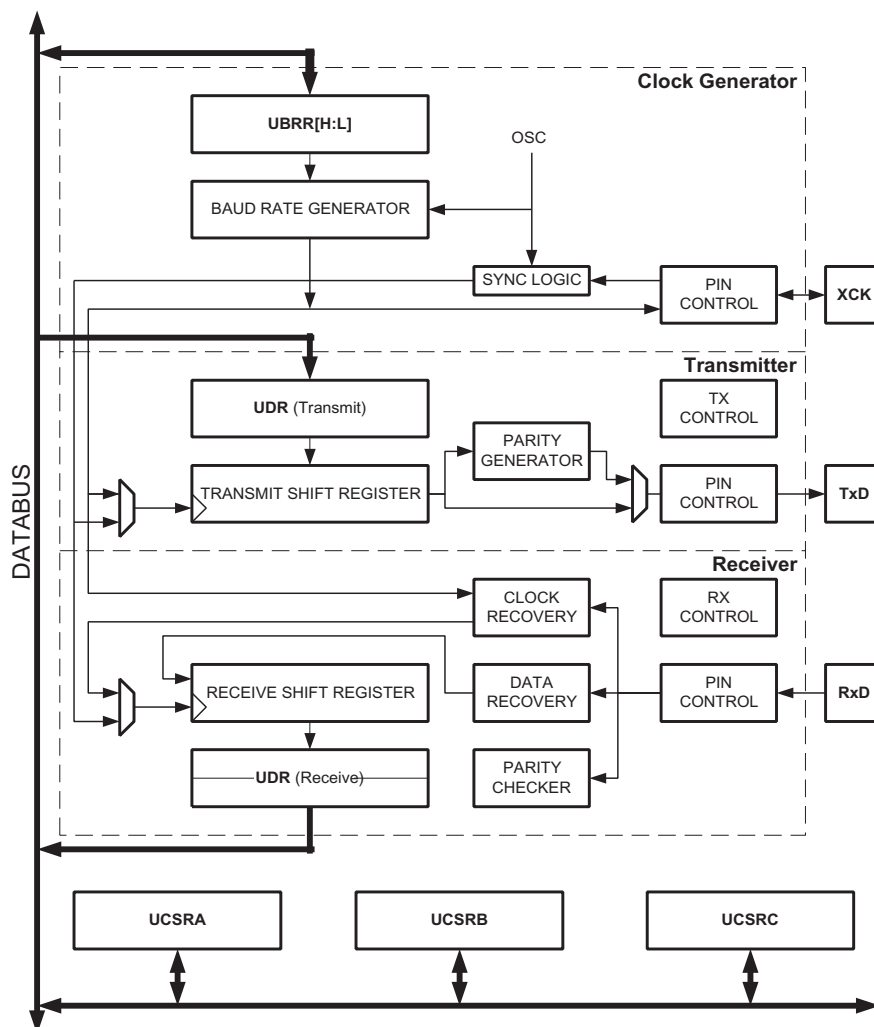 Clock Generator
UBRR[H:L]
OSC
BAUD RATE GENERATOR
SYNC LOGIC
PIN
CONTROL
XCK
Transmitter
UDR (Transmit)
TX
CONTROL
PARITY
GENERATOR
TRANSMIT SHIFT REGISTER
PIN
CONTROL
TxD
DATABUS
Receiver
CLOCK
RECOVERY
RX
CONTROL
RECEIVE SHIFT REGISTER
DATA
RECOVERY
PIN
CONTROL
RxD
UDR (Receive)
PARITY
CHECKER
UCSRA
UCSRB
UCSRC